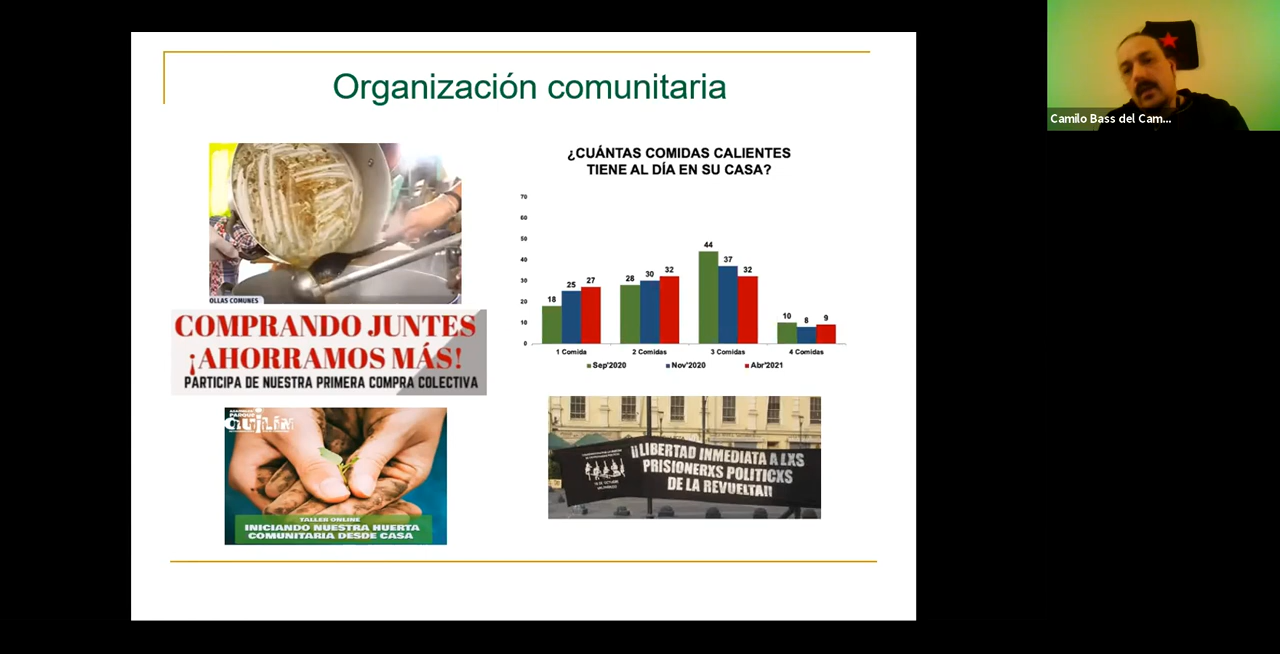 Organización comunitaria
OLLAS COMUNES
COMPRANDO JUNTES
¡AHORRAMOS MÁS!
PARTICIPA DE NUESTRA PRIMERA COMPRA COLECTIVA
ASAMBLEA
PARQUE
QUILÍN
TALLER ONLINE
INICIANDO NUESTRA HUERTA
COMUNITARIA DESDE CASA
¿CUÁNTAS COMIDAS CALIENTES
TIENE AL DÍA EN SU CASA?
70
60
50
40
30
20
10
0
18 25 27
28 30 32
44 37 32
10 8 9
1 Comida 2 Comidas 3 Comidas 4 Comidas
Sep'2020 Nov'2020 Abr'2021
¡¡LIBERTAD INMEDIATA A LXS
PRISIONERXS POLITICXS
DE LA REVUELTA!!
Camilo Bass del Cam...